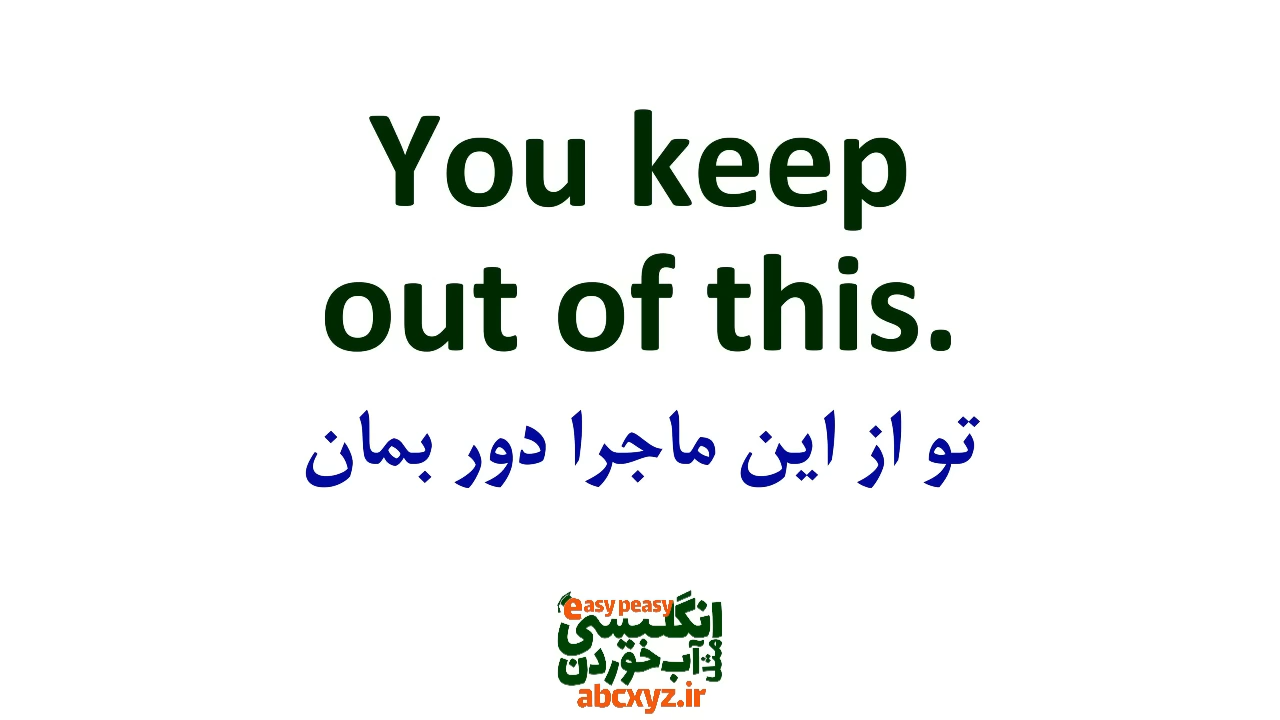 You keep
out of this.
تو از این ماجرا دور بمان
easy peasy
انگلیسی
مثل آب خوردن
abcxyz.ir